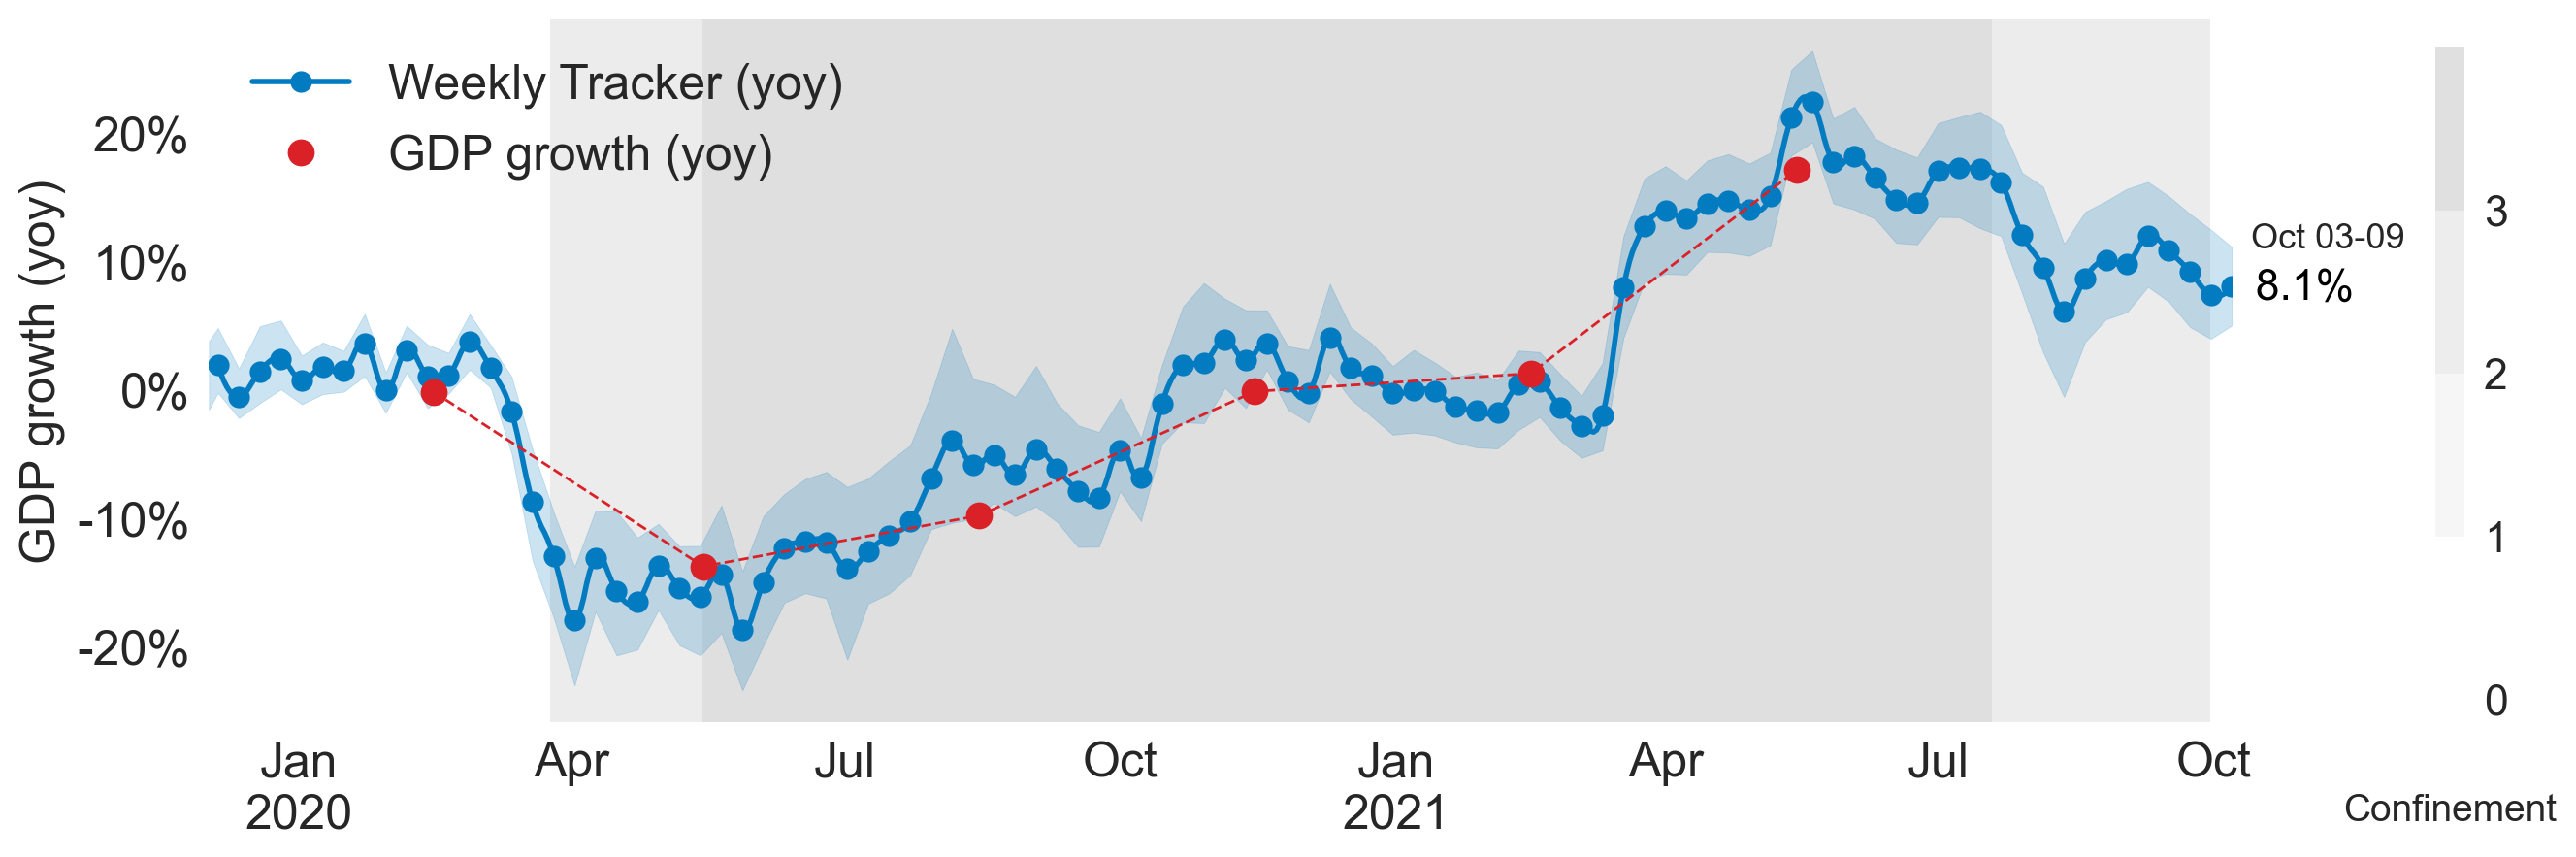 Weekly Tracker (yoy)
GDP growth (yoy)
GDP growth (yoy)
20%
10%
0%
-10%
-20%
Jan
2020
Apr
Jul
Oct
Jan
2021
Apr
Jul
Oct
Oct 03-09
8.1%
3
2
1
0
Confinement